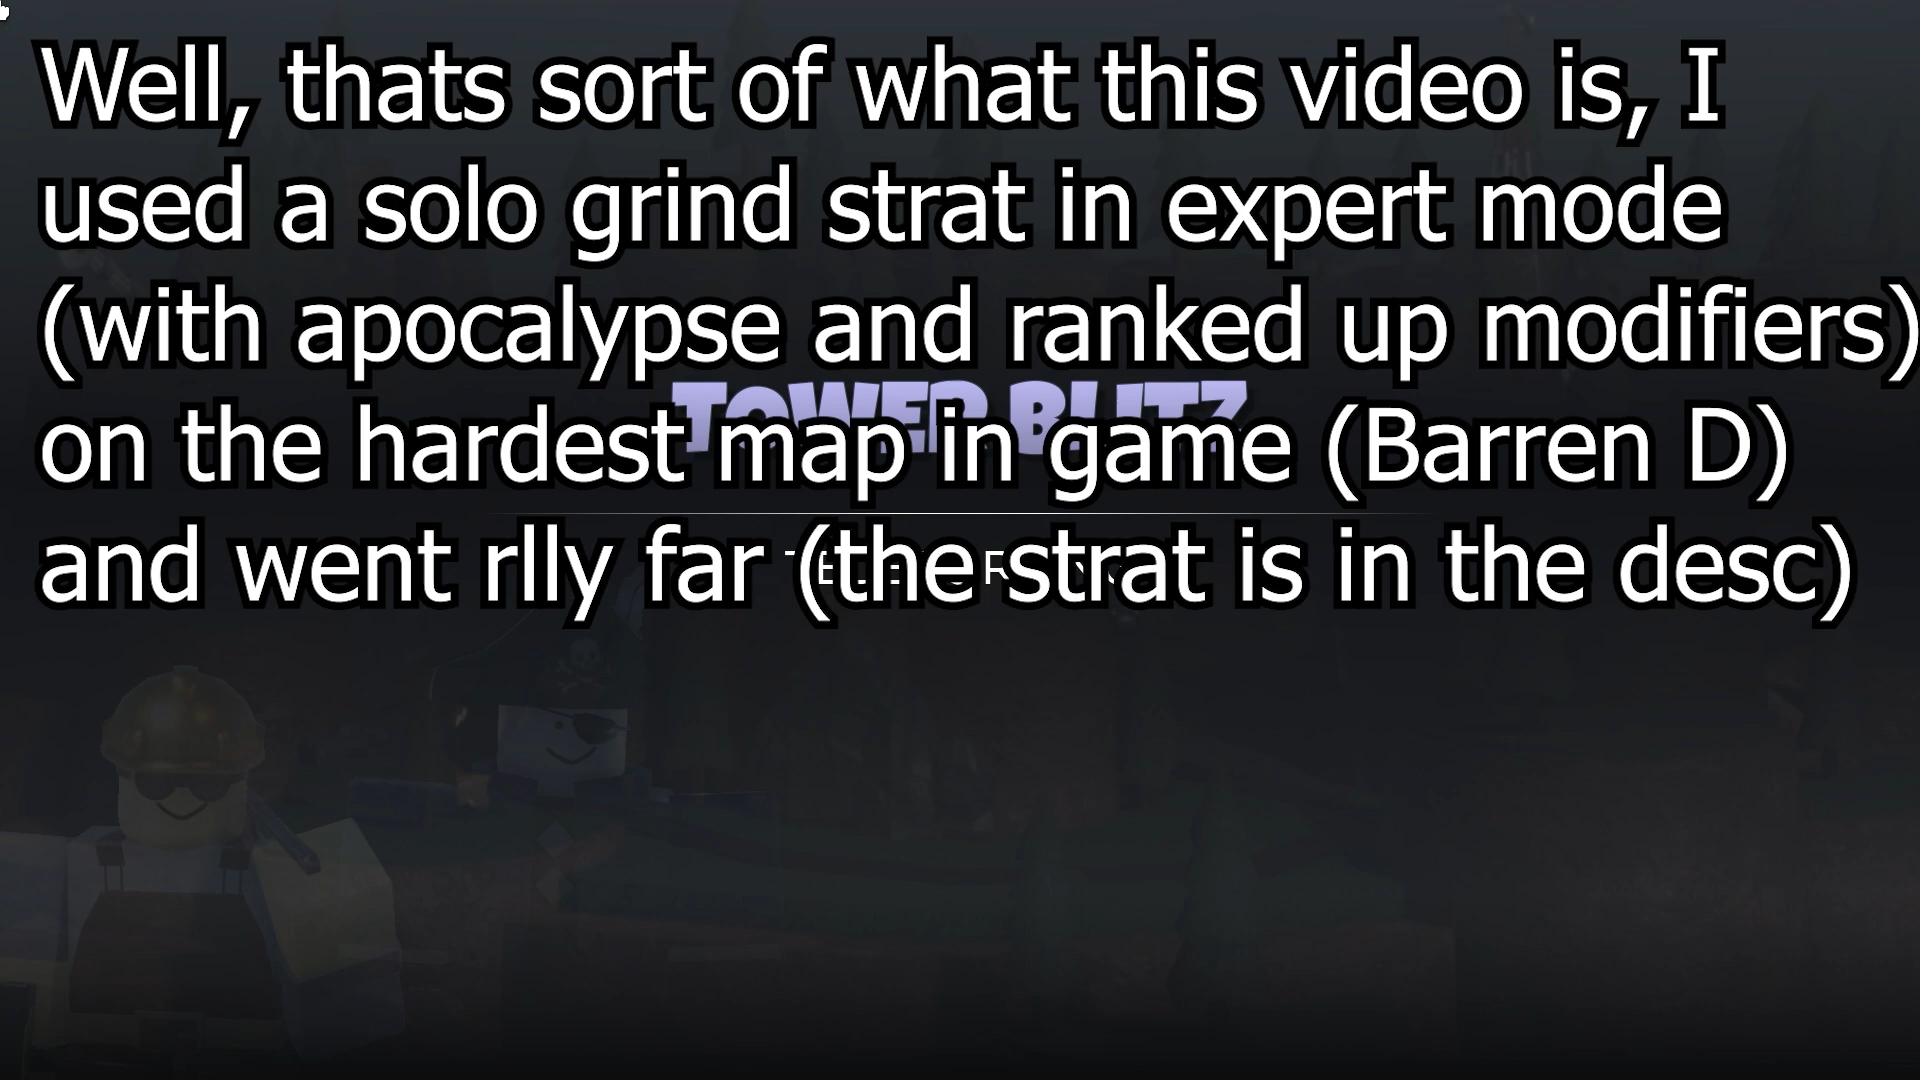 Well, thats sort of what this video is, I
used a solo grind strat in expert mode
(with apocalypse and ranked up modifiers)
TOWER BLITZ
on the hardest map in game (Barren D)
and went rlly far (the strat is in the desc)